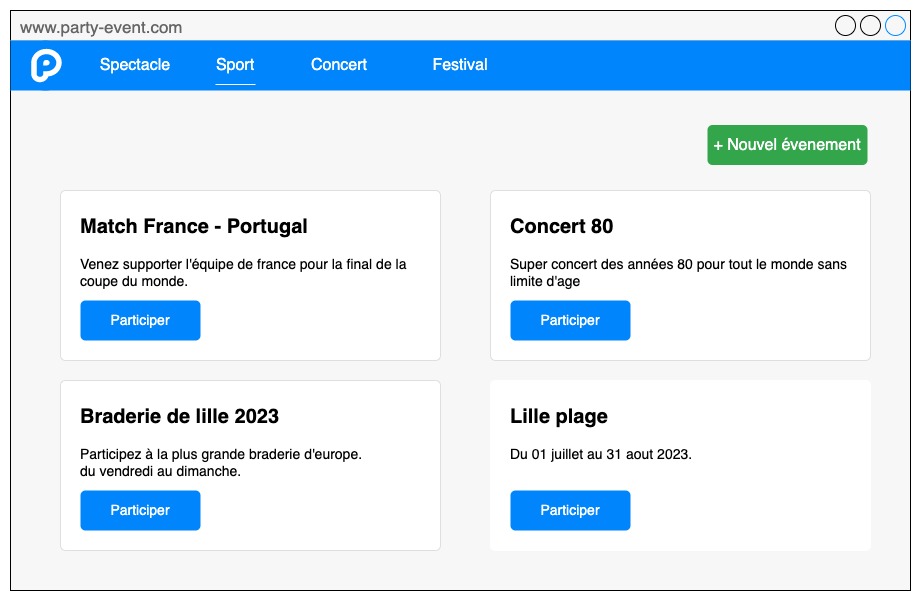 www.party-event.com
Spectacle Sport Concert Festival
+ Nouvel évenement
Match France - Portugal
Venez supporter l'équipe de france pour la final de la
coupe du monde.
Participer
Concert 80
Super concert des années 80 pour tout le monde sans
limite d'age
Participer
Braderie de lille 2023
Participez à la plus grande braderie d'europe.
du vendredi au dimanche.
Participer
Lille plage
Du 01 juillet au 31 aout 2023.
Participer